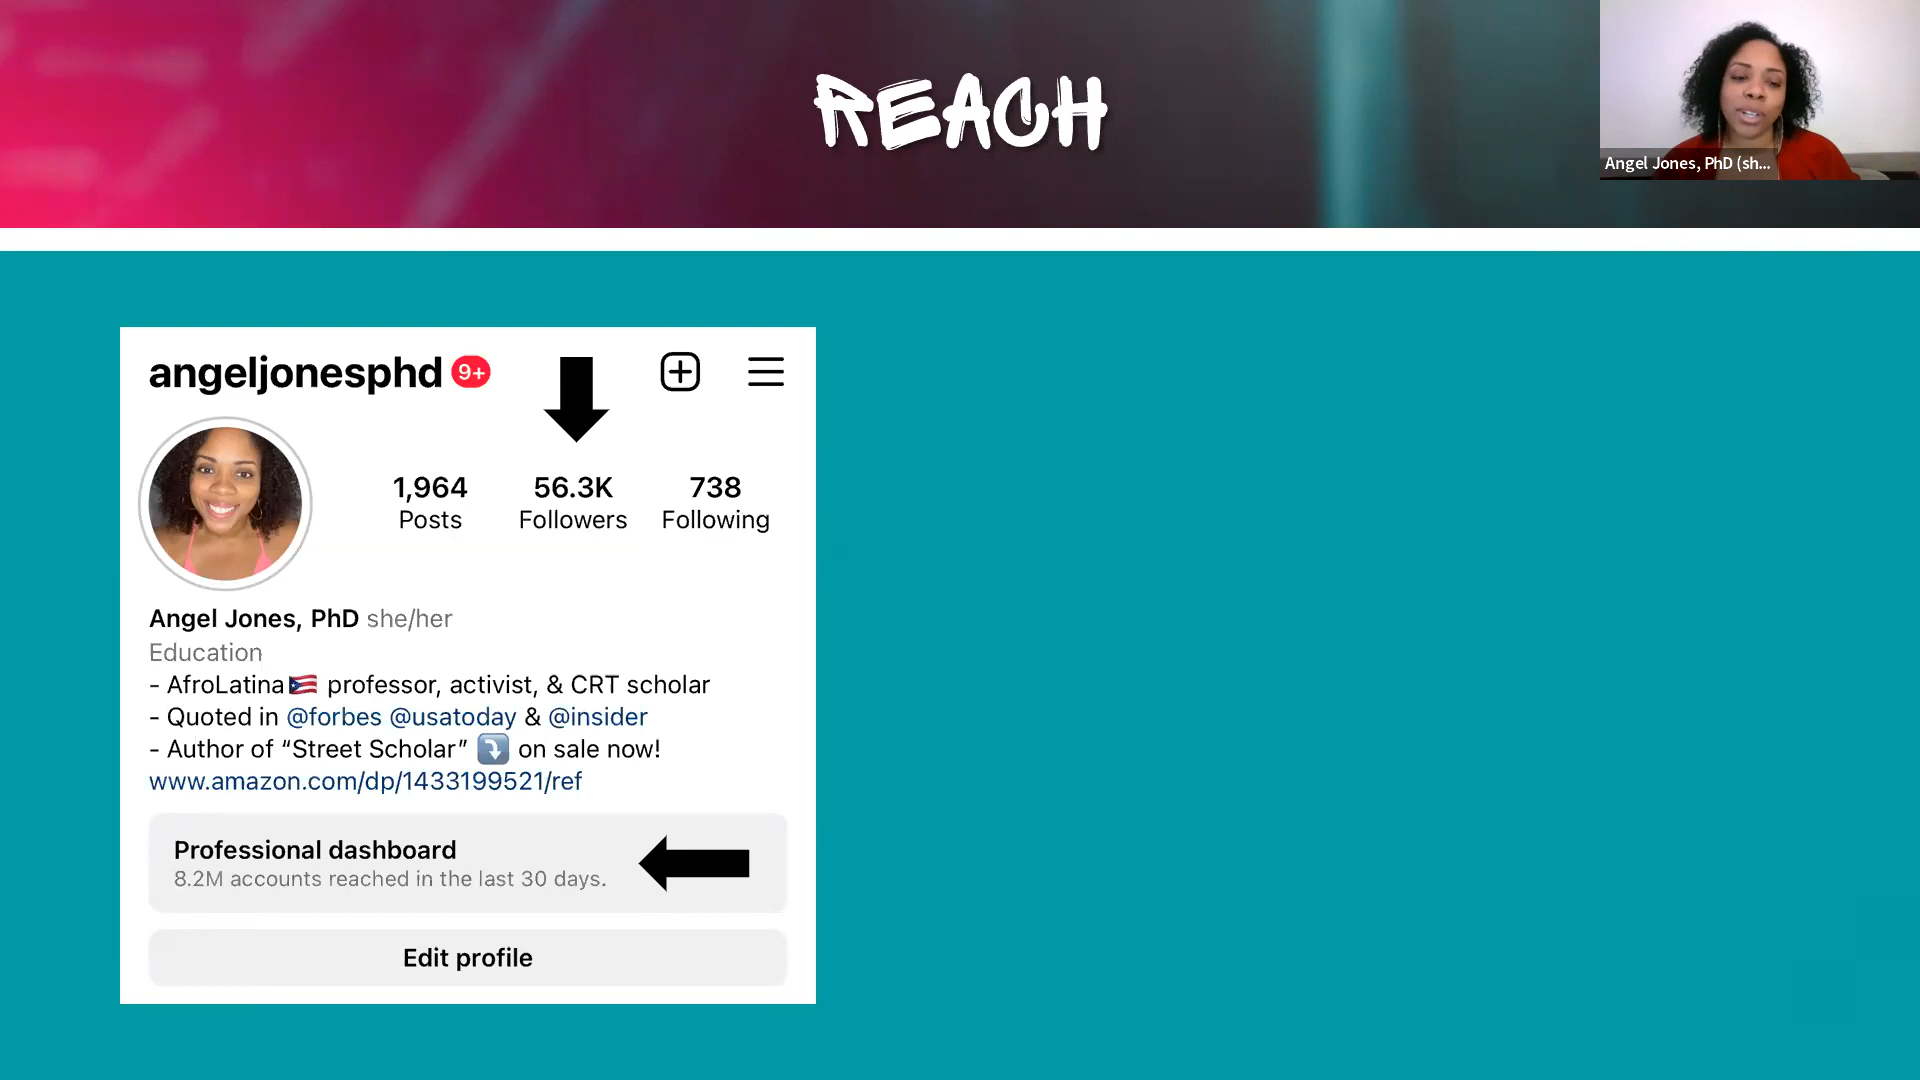 REACH
Angel Jones, PhD (sh...
angeljonesphd 9+
1,964 56.3K 738
Posts Followers Following
Angel Jones, PhD she/her
Education
- AfroLatina🇵🇷 professor, activist, & CRT scholar
- Quoted in @forbes @usatoday & @insider
- Author of “Street Scholar” ⤵️ on sale now!
www.amazon.com/dp/1433199521/ref
Professional dashboard
8.2M accounts reached in the last 30 days.
Edit profile